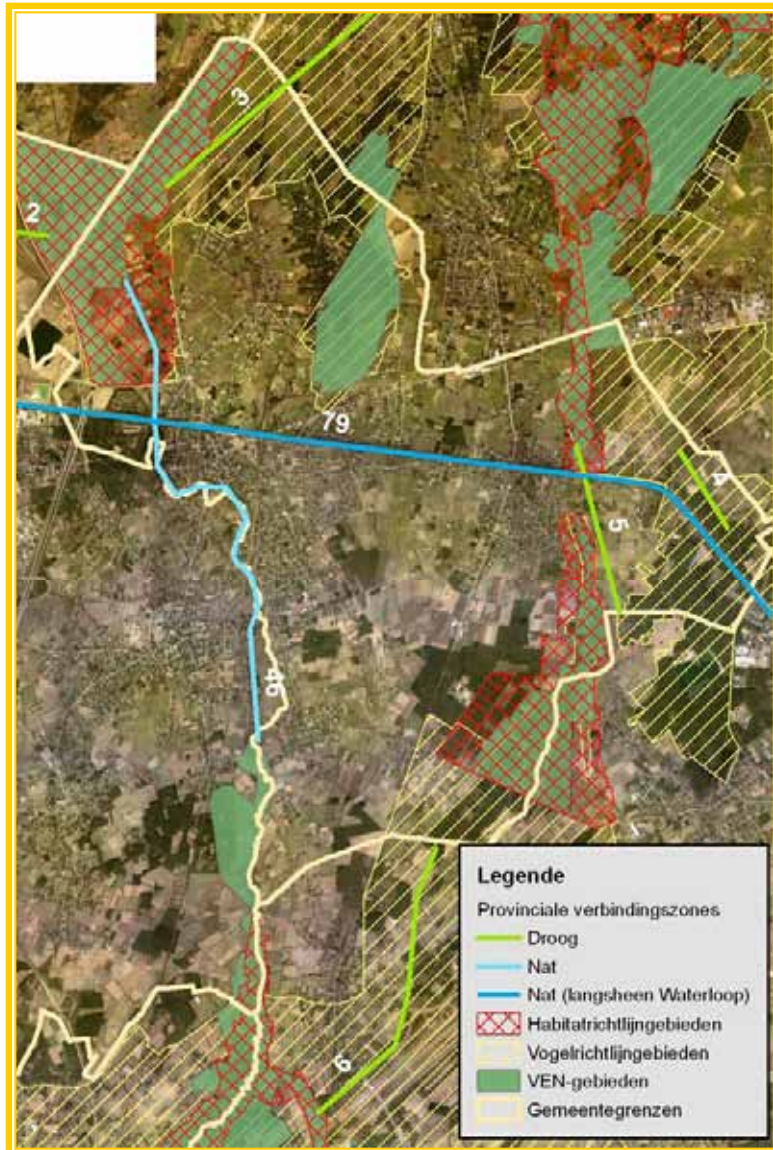 3
2
79
4
5
46
6
Legende
Provinciale verbindingszones
Droog
Nat
Nat (langsheen Waterloop)
Habitatrichtlijngebieden
Vogelrichtlijngebieden
VEN-gebieden
Gemeentegrenzen